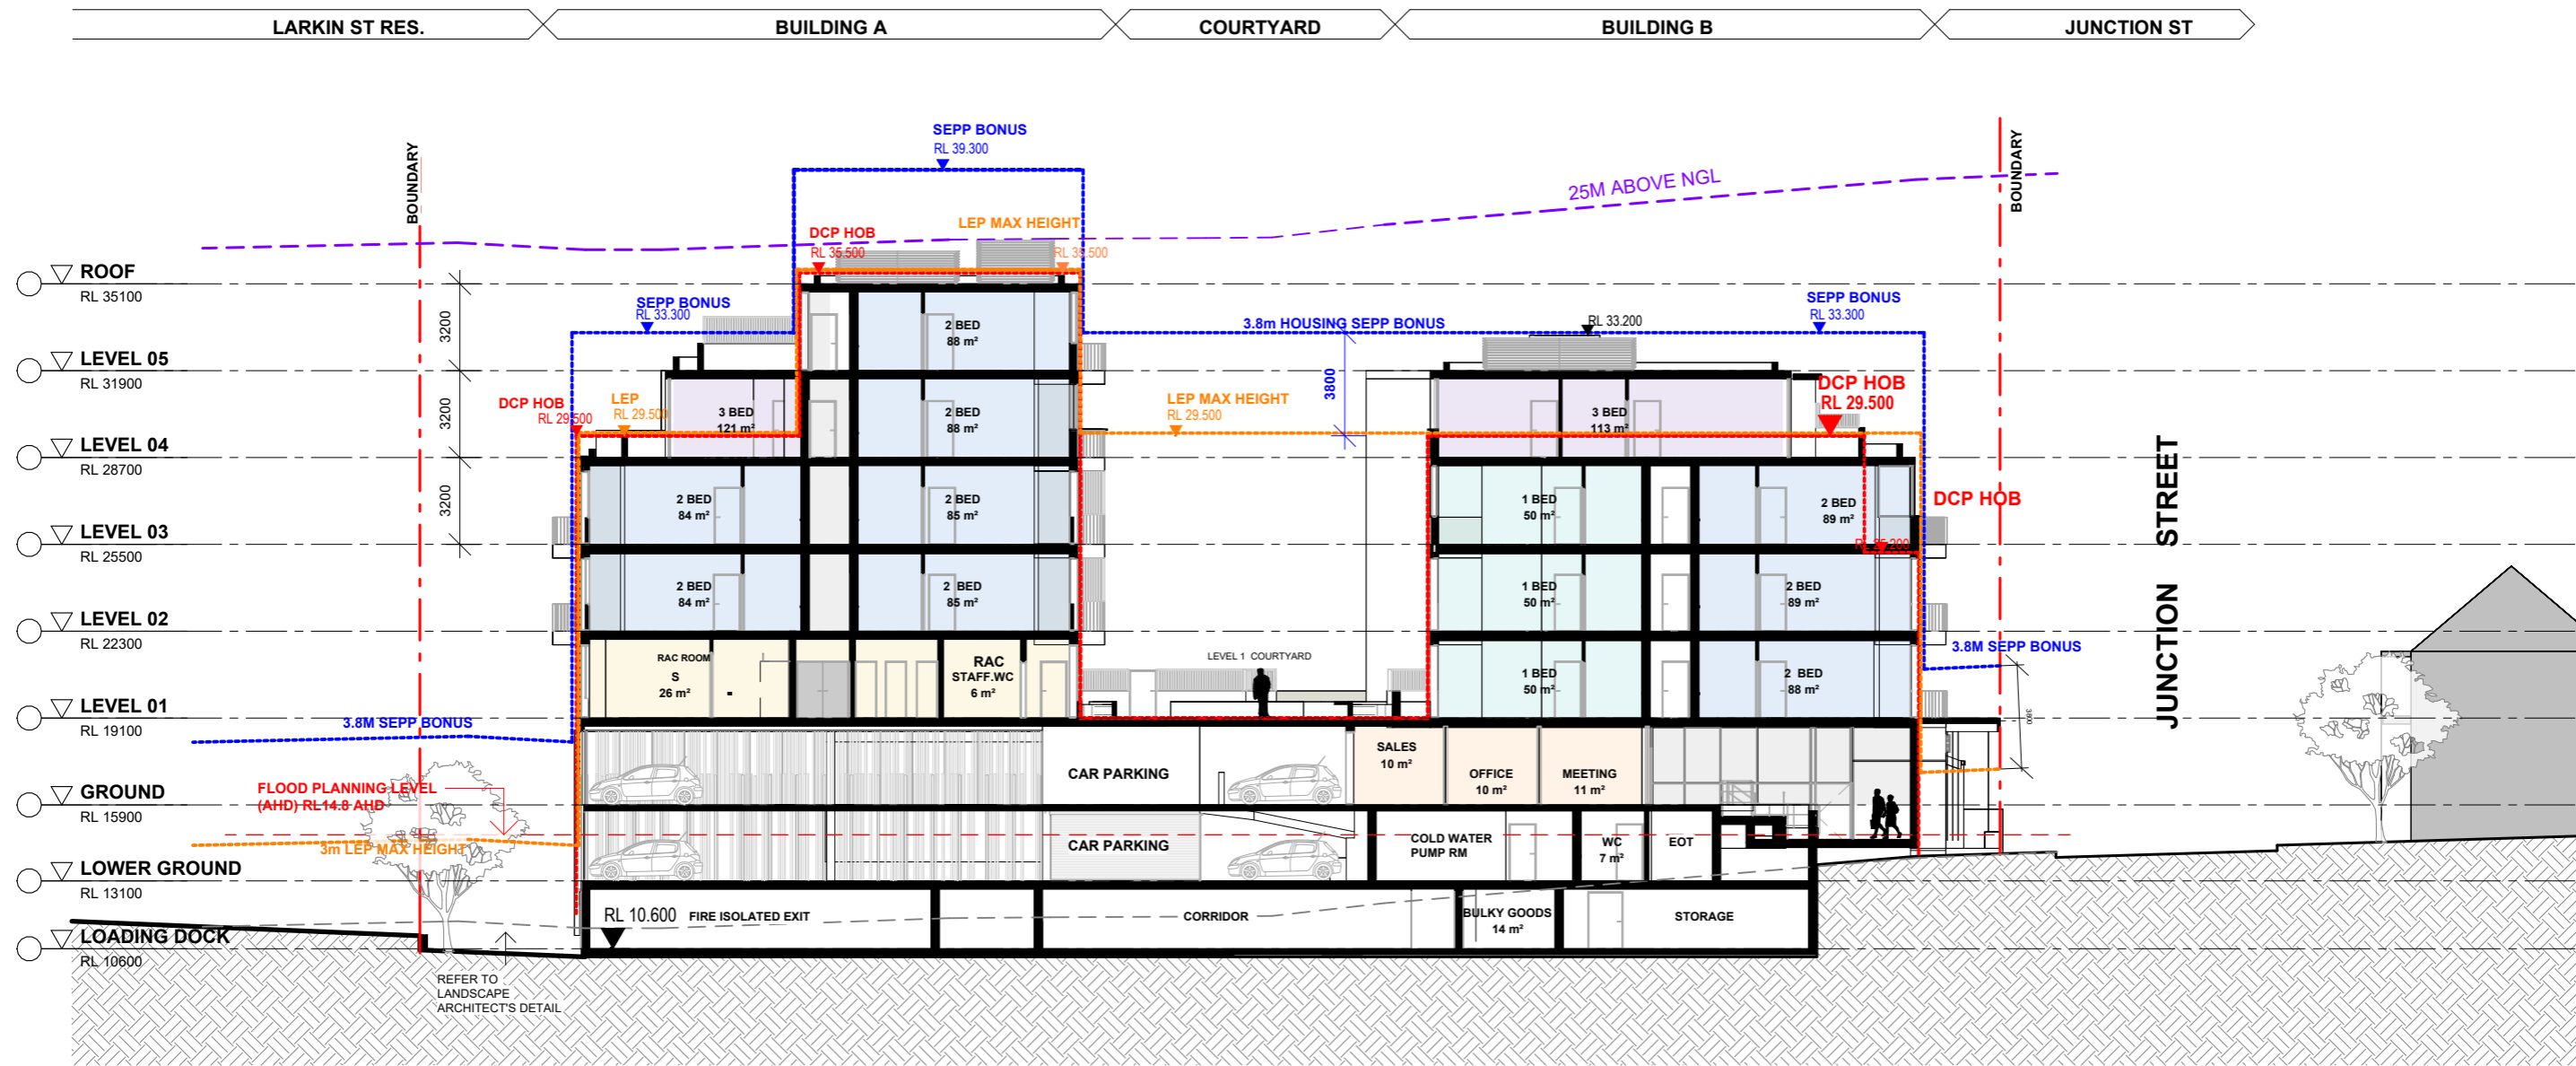 LARKIN ST RES.
BUILDING A
COURTYARD
BUILDING B
JUNCTION ST
SEPP BONUS
RL 39.300
BOUNDARY
BOUNDARY
25M ABOVE NGL
DCP HOB
RL 35.500
LEP MAX HEIGHT
RL 35.500
ROOF
RL 35100
SEPP BONUS
RL 33.300
3.8m HOUSING SEPP BONUS
RL 33.200
SEPP BONUS
RL 33.300
3200
2 BED
88 m²
LEVEL 05
RL 31900
3800
DCP HOB
RL 29.500
LEP
RL 29.500
3 BED
121 m²
2 BED
88 m²
LEP MAX HEIGHT
RL 29.500
3 BED
113 m²
DCP HOB
RL 29.500
3200
LEVEL 04
RL 28700
3200
2 BED
84 m²
2 BED
85 m²
1 BED
50 m²
2 BED
89 m²
DCP HOB
LEVEL 03
RL 25500
RL 25.200
2 BED
84 m²
2 BED
85 m²
1 BED
50 m²
2 BED
89 m²
JUNCTION STREET
LEVEL 02
RL 22300
RAC ROOM
S
26 m²
RAC
STAFF.WC
6 m²
LEVEL 1 COURTYARD
1 BED
50 m²
2 BED
88 m²
3.8M SEPP BONUS
LEVEL 01
RL 19100
3.8M SEPP BONUS
CAR PARKING
SALES
10 m²
OFFICE
10 m²
MEETING
11 m²
GROUND
RL 15900
FLOOD PLANNING LEVEL
(AHD) RL14.8 AHD
3m LEP MAX HEIGHT
CAR PARKING
COLD WATER
PUMP RM
WC
7 m²
EOT
LOWER GROUND
RL 13100
RL 10.600
FIRE ISOLATED EXIT
CORRIDOR
BULKY GOODS
14 m²
STORAGE
LOADING DOCK
RL 10600
REFER TO
LANDSCAPE
ARCHITECT'S DETAIL